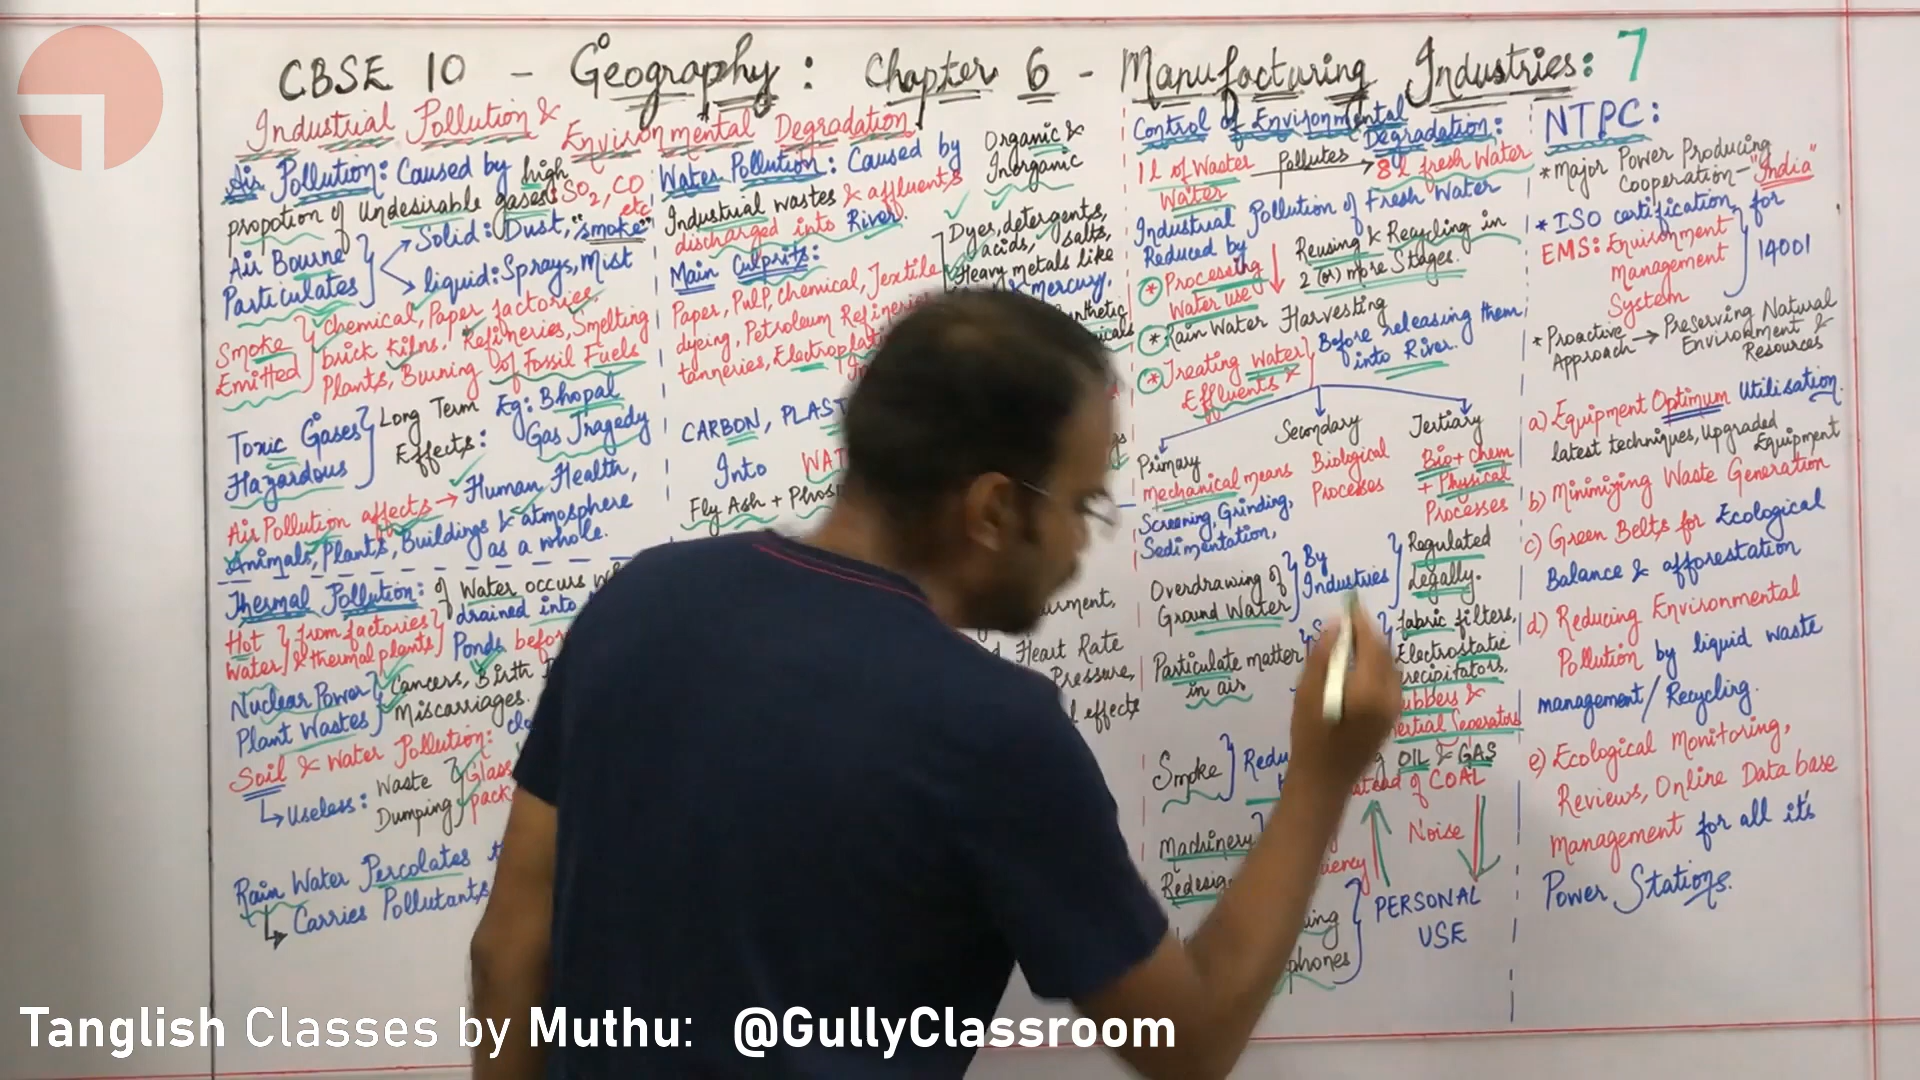 CBSE 10 - Geography: Chapter 6 - Manufacturing Industries: 7
Industrial Pollution &
Environmental Degradation
Air Pollution: Caused by high
propotion of Undesirable gases SO2, CO
etc
Air Bourne
Particulates
Solid: Dust, "smoke"
liquid: Sprays, Mist
Smoke
Emitted
Chemical, Paper factories,
brick Kilns, Refineries, Smelting
Plants, Burning of Fossil Fuels
Toxic Gases
Hazardous
Long Term
Effects:
Eg: Bhopal
Gas Tragedy
Air Pollution affects → Human Health,
Animals, Plants, Buildings & atmosphere
as a whole.
Thermal Pollution: of Water occurs
drained into
Hot
Water
from factories
& thermal plants
Ponds
Nuclear Power
Plant Wastes
Cancers, Birth
Miscarriages.
Soil & Water Pollution:
Useless: Waste
Dumping
Glass
Rain Water Percolates
Carries Pollutants
Water Pollution: Caused by
Organic &
Inorganic
Industrial wastes & affluents
discharged into River.
Main Culprits:
Paper, Pulp, Chemical, Textile
dyeing, Petroleum Refineries
tanneries,
Dyes, detergents,
acids, salts,
Heavy metals like
mercury,
CARBON,
Into
Fly Ash +
Heart Rate
Pressure,
effects
Control of Environmental
Degradation:
1l of Waster
Water
Pollutes
8l fresh Water
Industrial Pollution of Fresh Water
Reduced by
* Processing
Water use
Reusing & Recycling in
2 (or) more Stages.
* Rain Water Harvesting
* Treating Water
Effluents
Before releasing them
into River.
Primary
Mechanical means
Screening, Grinding,
Sedimentation,
Secondary
Biological
Processes
Tertiary
Bio + chem
+ Physical
Processes
Overdrawing of
Ground Water
By
Industries
Regulated
Legally.
Particulate matter
in air
fabric filters,
Electrostatic
Smoke
OIL & GAS
of COAL
Machinery
Noise
PERSONAL
USE
NTPC:
* Major Power Producing
Cooperation - "India"
* ISO certification for
EMS: Environment
Management
System
14001
* Proactive
Approach → Preserving Natural
Environment &
Resources
a) Equipment Optimum Utilisation.
latest techniques, Upgraded
Equipment
b) Minimizing Waste Generation
c) Green Belts for Ecological
Balance & afforestation
d) Reducing Environmental
Pollution by liquid waste
management/Recycling.
e) Ecological Monitoring,
Reviews, Online Data base
Management for all it's
Power Stations.
Tanglish Classes by Muthu: @GullyClassroom